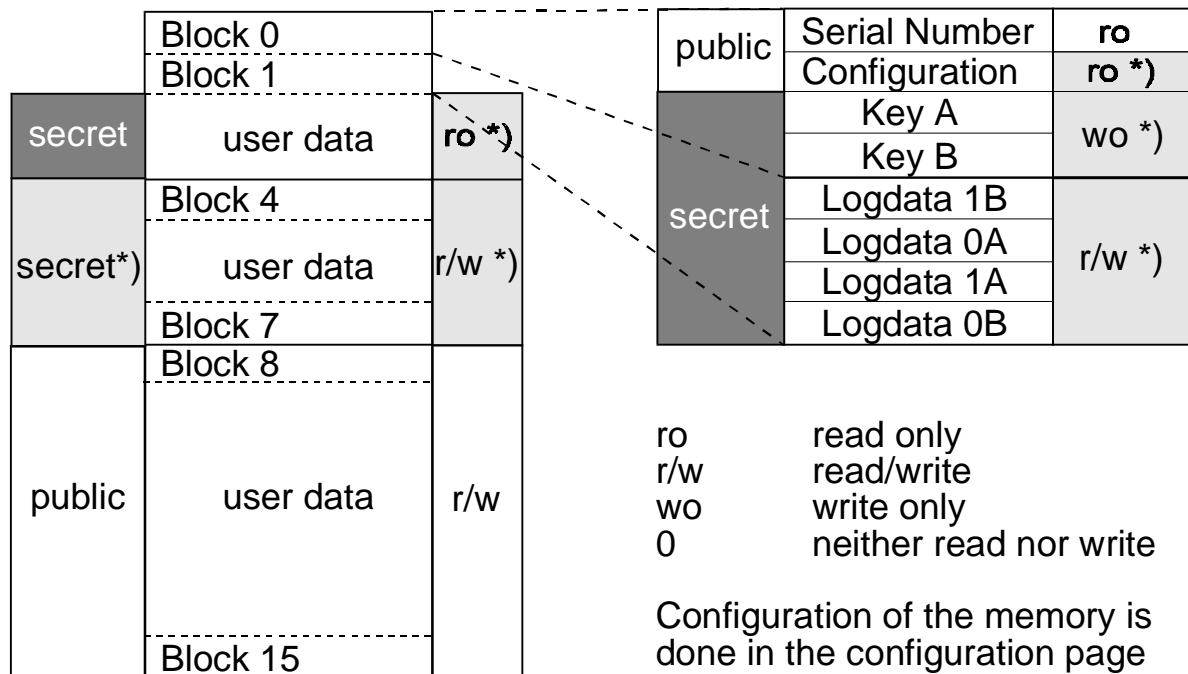 Block 0
Block 1
secret user data ro *)
Block 4
secret*) user data r/w *)
Block 7
Block 8
public user data r/w
Block 15
public Serial Number ro
Configuration ro *)
Key A
wo *)
Key B
secret
Logdata 1B
Logdata 0A
r/w *)
Logdata 1A
Logdata 0B
ro read only
r/w read/write
wo write only
0 neither read nor write
Configuration of the memory is
done in the configuration page